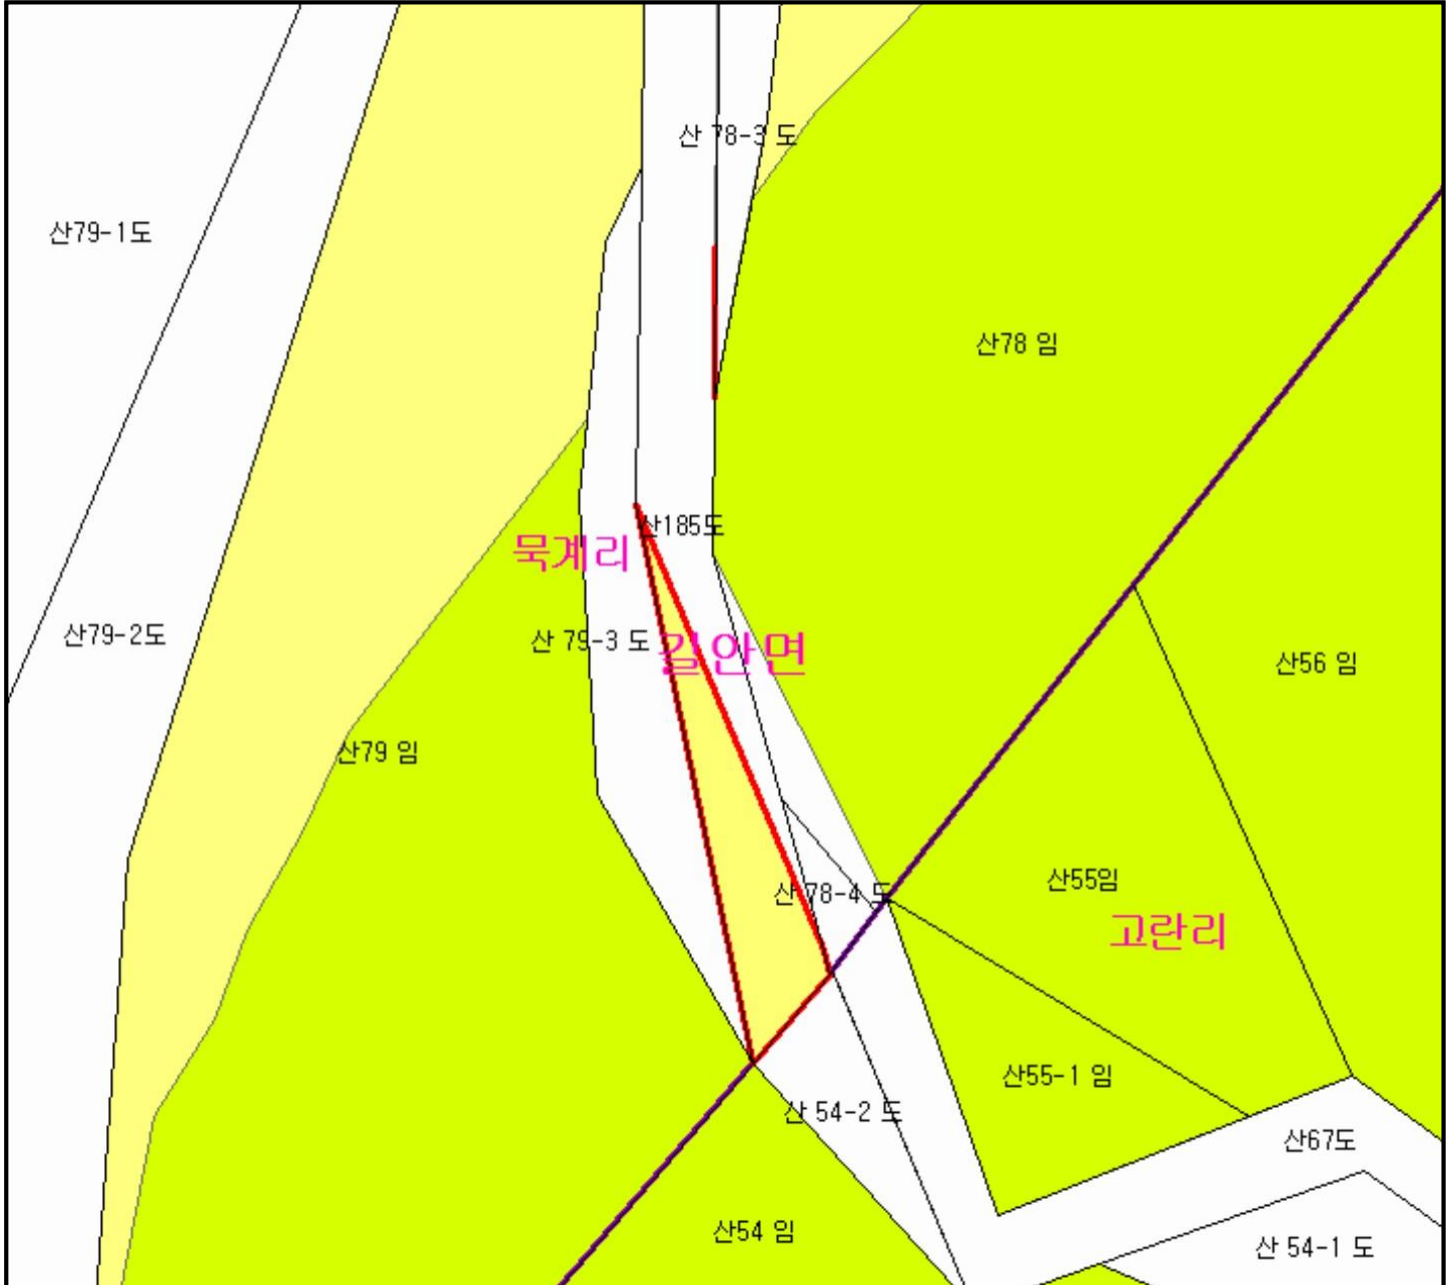 산 78-3 도
산79-1도
산78 임
산185도
묵계리
산79-2도
산 79-3 도
길안면
산56 임
산79 임
산55임
산 78-4 도
고란리
산55-1 임
산 54-2 도
산67도
산54 임
산 54-1 도